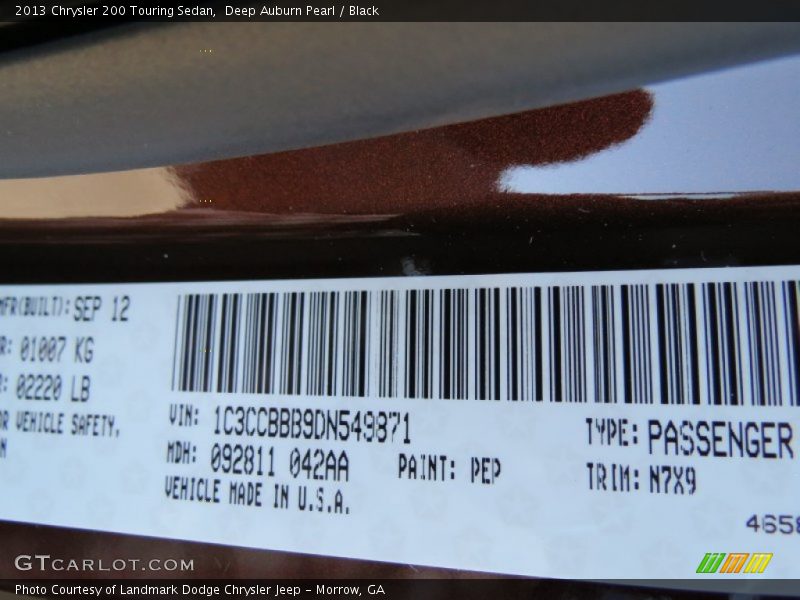 2013 Chrysler 200 Touring Sedan,  Deep Auburn Pearl / Black
MFR(BUILT): SEP 12
R: 01007 KG
: 02220 LB
OR VEHICLE SAFETY,
N
VIN: 1C3CCBBB9DN549871
TYPE: PASSENGER
MDH: 092811 042AA
PAINT: PEP
TRIM: N7X9
VEHICLE MADE IN U.S.A.
4658
GTCARLOT.COM
Photo Courtesy of Landmark Dodge Chrysler Jeep - Morrow, GA